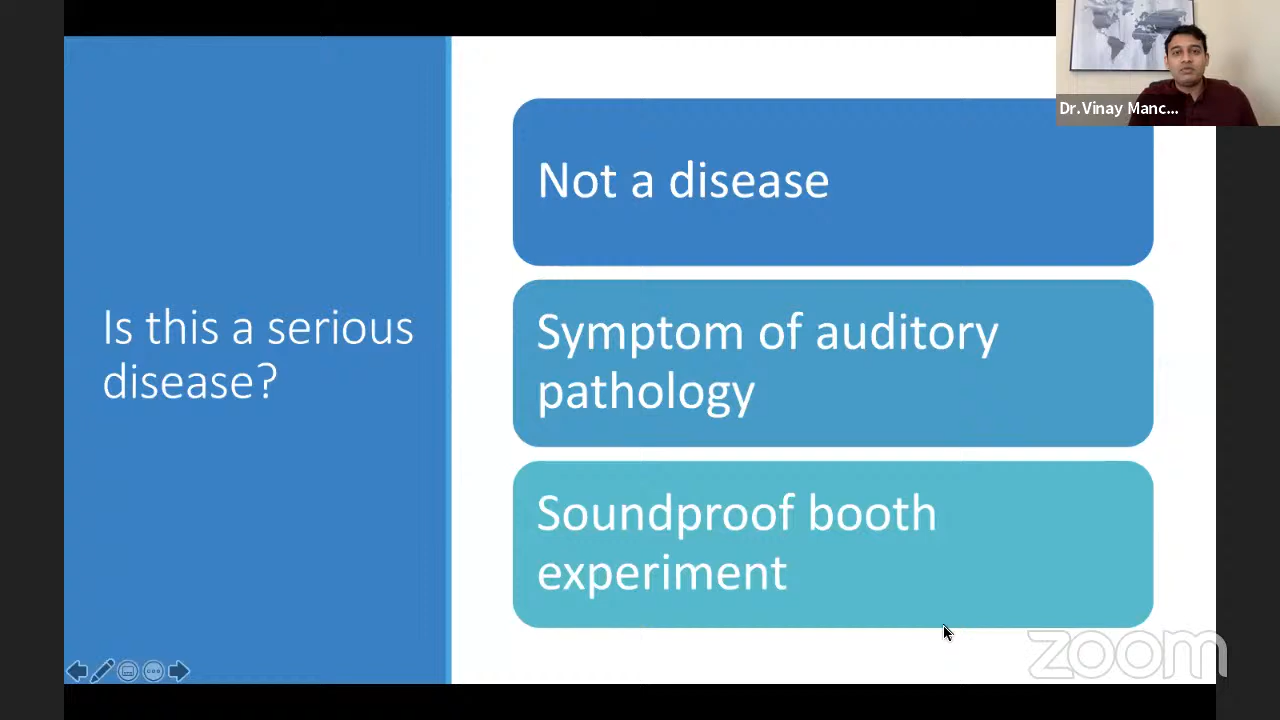 Dr.Vinay Manc...
Not a disease
Is this a serious
disease?
Symptom of auditory
pathology
Soundproof booth
experiment
zoom